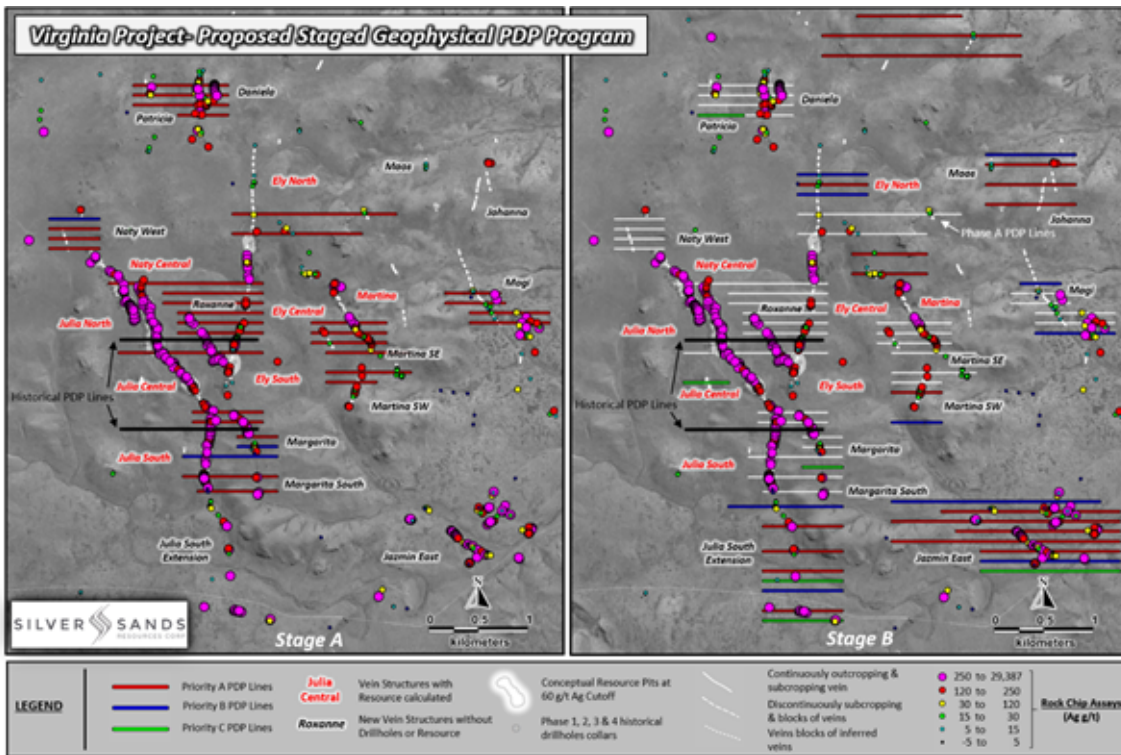 Virginia Project- Proposed Staged Geophysical PDP Program
Daniela
Patricia
Ely North
Maos
Johanna
Naty West
Naty Central
Roxanne
Ely Central
Martina
Magi
Julia North
Martina SE
Julia Central
Ely South
Historical PDP Lines
Martina SW
Margarita
Julia South
Margarita South
Julia South
Extension
Jazmin East
N
0 0.5 1
kilometers
SILVER SANDS
RESOURCES CORP
Stage A
Daniela
Patricia
Maos
Ely North
Johanna
Phase A PDP Lines
Naty West
Naty Central
Magi
Roxanne
Ely Central
Martina
Julia North
Martina SE
Julia Central
Ely South
Historical PDP Lines
Martina SW
Margarita
Julia South
Margarita South
Julia South
Extension
Jazmin East
N
0 0.5 1
kilometers
Stage B
LEGEND
Priority A PDP Lines
Priority B PDP Lines
Priority C PDP Lines
Julia
Central
Vein Structures with
Resource calculated
Roxanne
New Vein Structures without
Drillholes or Resource
Conceptual Resource Pits at
60 g/t Ag Cutoff
Phase 1, 2, 3 & 4 historical
drillholes collars
Continuously outcropping &
subcropping vein
Discontinuously subcropping
& blocks of veins
Veins blocks of inferred
veins
250 to 29,387
120 to 250
30 to 120
15 to 30
5 to 15
-5 to 5
Rock Chip Assays
(Ag g/t)